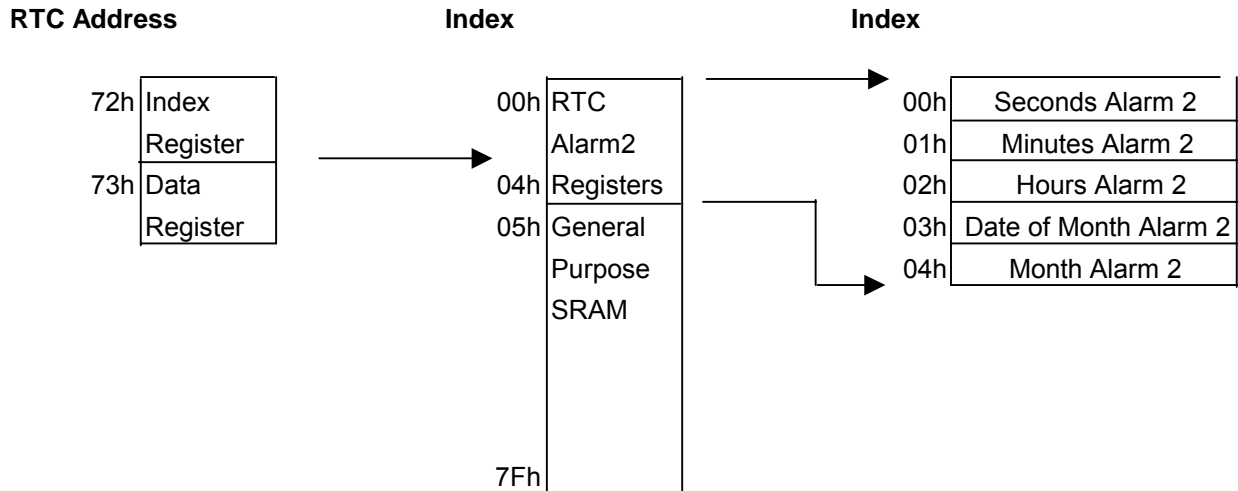 RTC Address Index Index
72h Index
Register
73h Data
Register
00h RTC
Alarm2
04h Registers
05h General
Purpose
SRAM
7Fh
00h Seconds Alarm 2
01h Minutes Alarm 2
02h Hours Alarm 2
03h Date of Month Alarm 2
04h Month Alarm 2